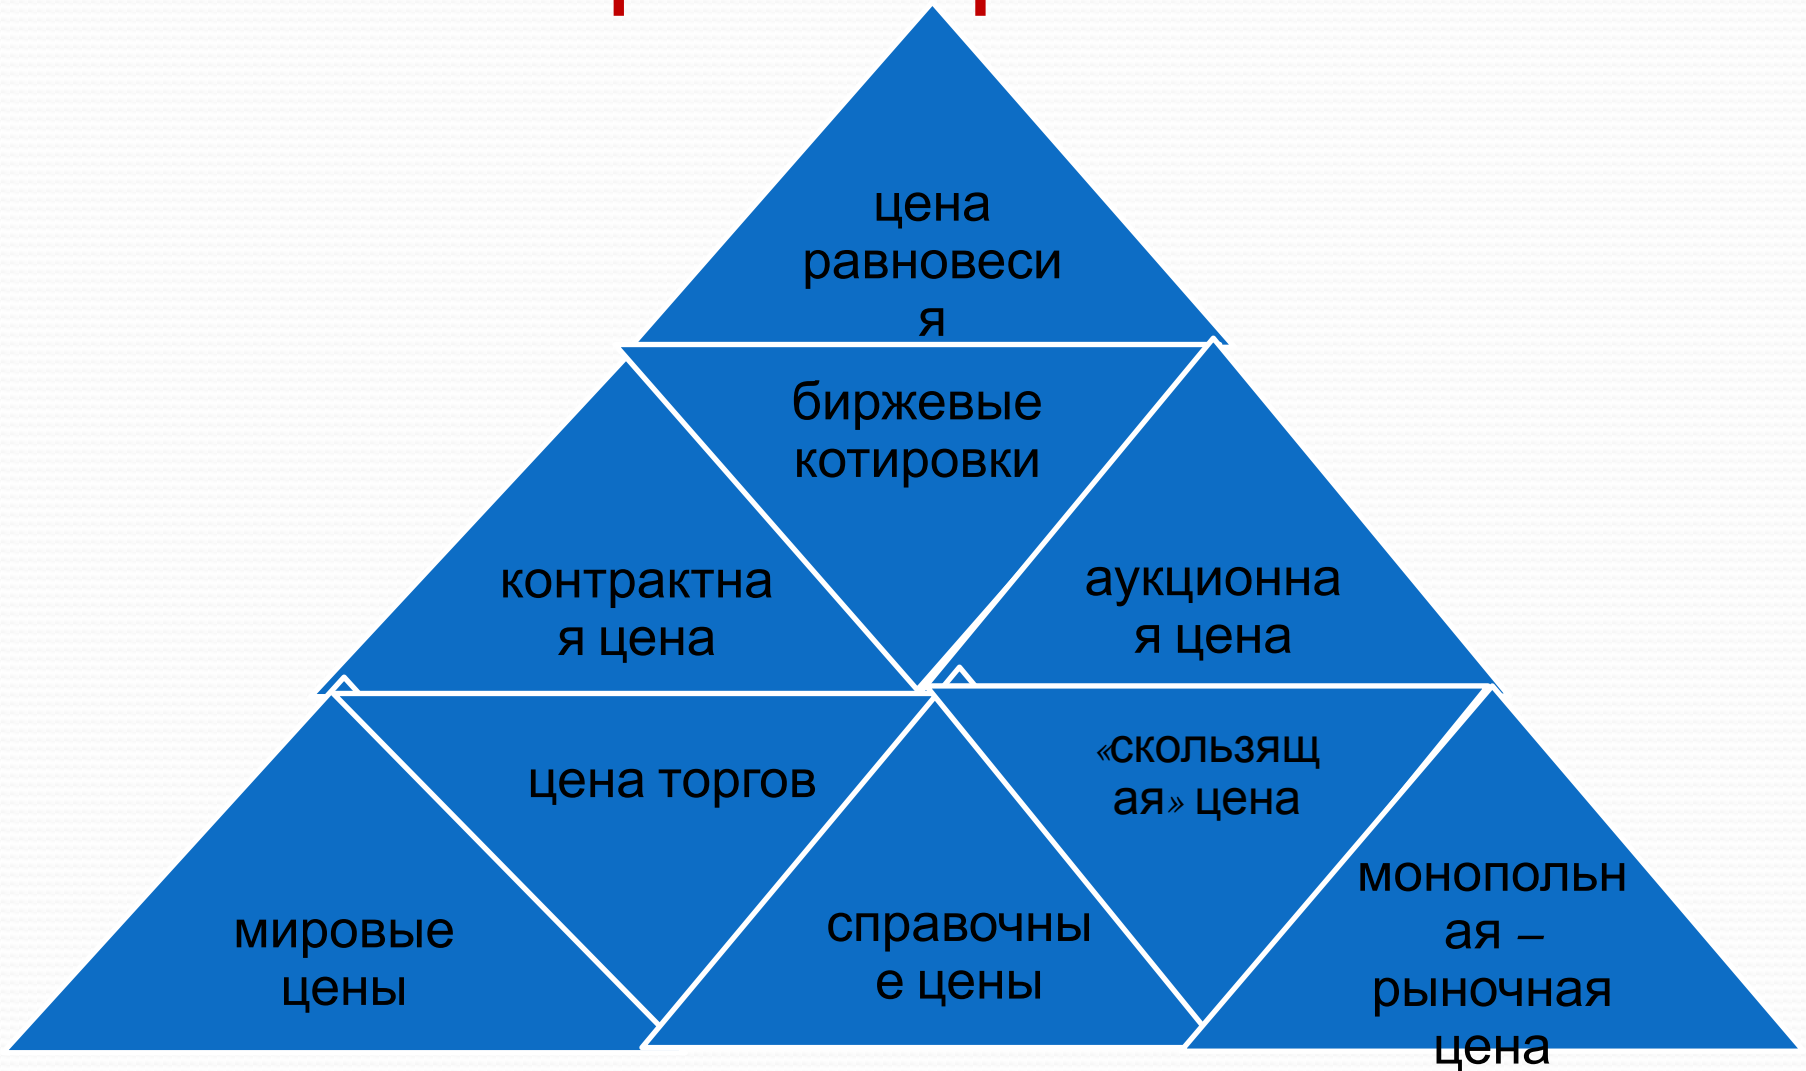 цена
равновеси
я
биржевые
котировки
контрактна
я цена
аукционна
я цена
цена торгов
«скользящ
ая» цена
мировые
цены
справочны
е цены
монопольн
ая –
рыночная
цена